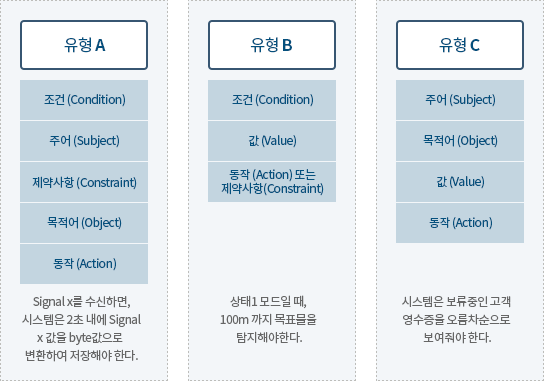 유형 A
조건 (Condition)
주어 (Subject)
제약사항 (Constraint)
목적어 (Object)
동작 (Action)
Signal x를 수신하면,
시스템은 2초 내에 Signal
x 값을 byte값으로
변환하여 저장해야 한다.
유형 B
조건 (Condition)
값 (Value)
동작 (Action) 또는
제약사항(Constraint)
상태1 모드일 때,
100m 까지 목표물을
탐지해야한다.
유형 C
주어 (Subject)
목적어 (Object)
값 (Value)
동작 (Action)
시스템은 보류중인 고객
영수증을 오름차순으로
보여줘야 한다.